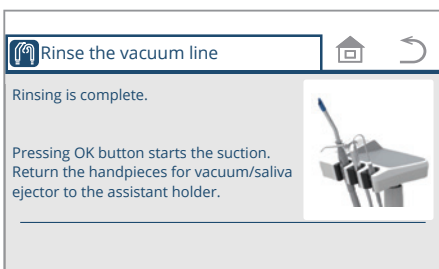 Rinse the vacuum line
Rinsing is complete.
Pressing OK button starts the suction.
Return the handpieces for vacuum/saliva
ejector to the assistant holder.